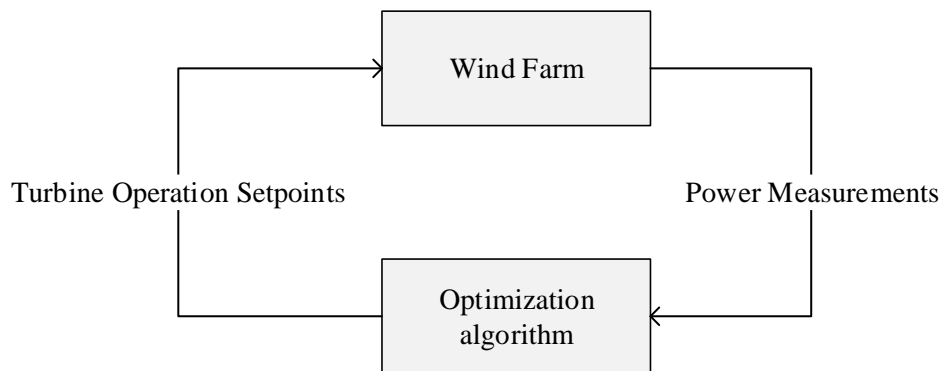 Wind Farm
Turbine Operation Setpoints
Power Measurements
Optimization
algorithm